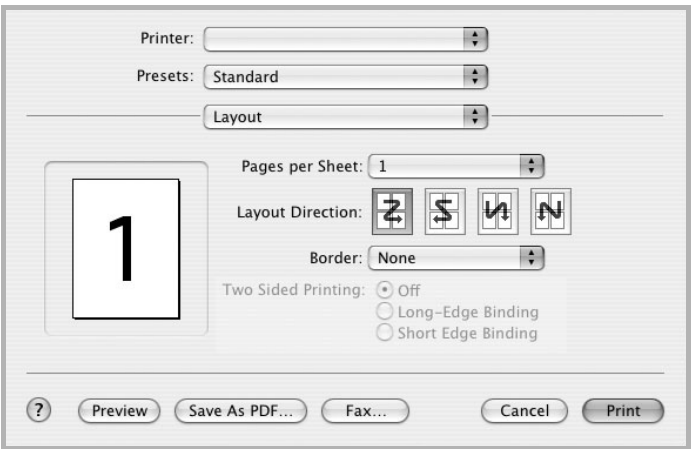 Printer:
Presets: Standard
Layout
Pages per Sheet: 1
1
Layout Direction:
Border: None
Two Sided Printing: Off
Long-Edge Binding
Short Edge Binding
? Preview Save As PDF... Fax... Cancel Print